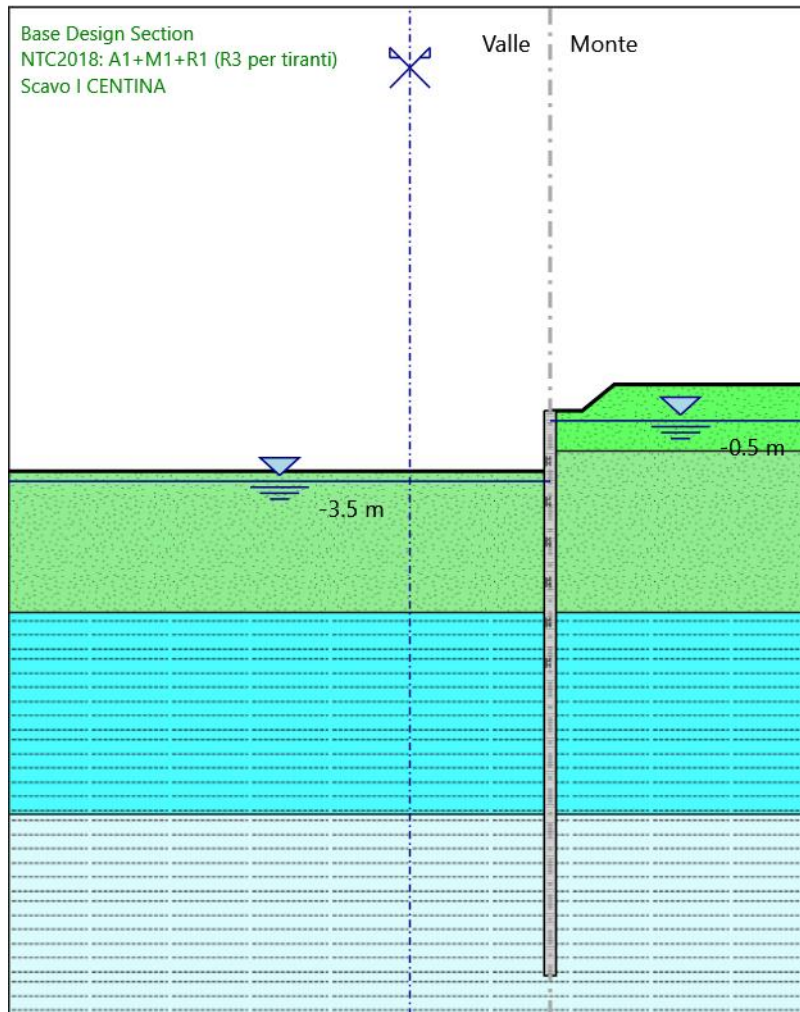 Base Design Section
NTC2018: A1+M1+R1 (R3 per tiranti)
Scavo I CENTINA
Valle
Monte
-0.5 m
-3.5 m